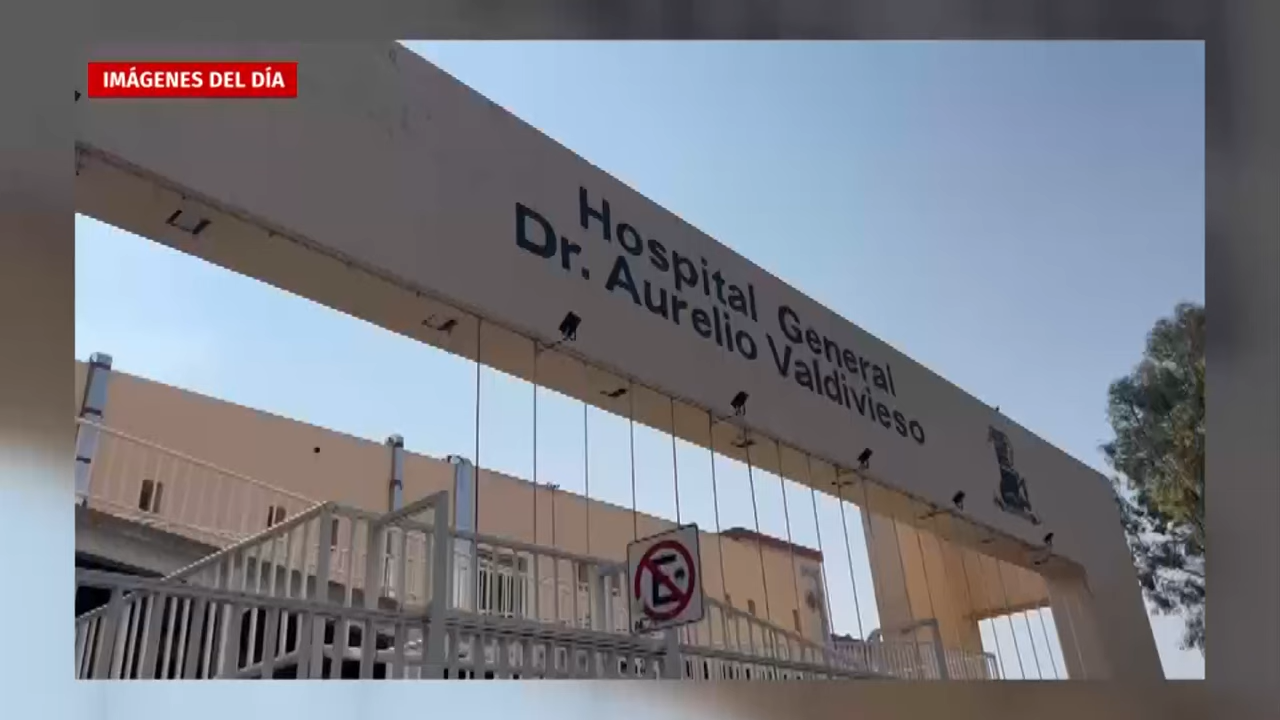 IMÁGENES DEL DÍA
Hospital General
Dr. Aurelio Valdivieso
E